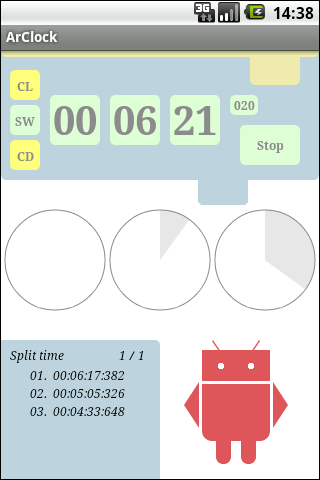 3G 14:38
ArClock
CL
SW
CD
00 06 21 020
Stop
Split time 1 / 1
01. 00:06:17:382
02. 00:05:05:326
03. 00:04:33:648